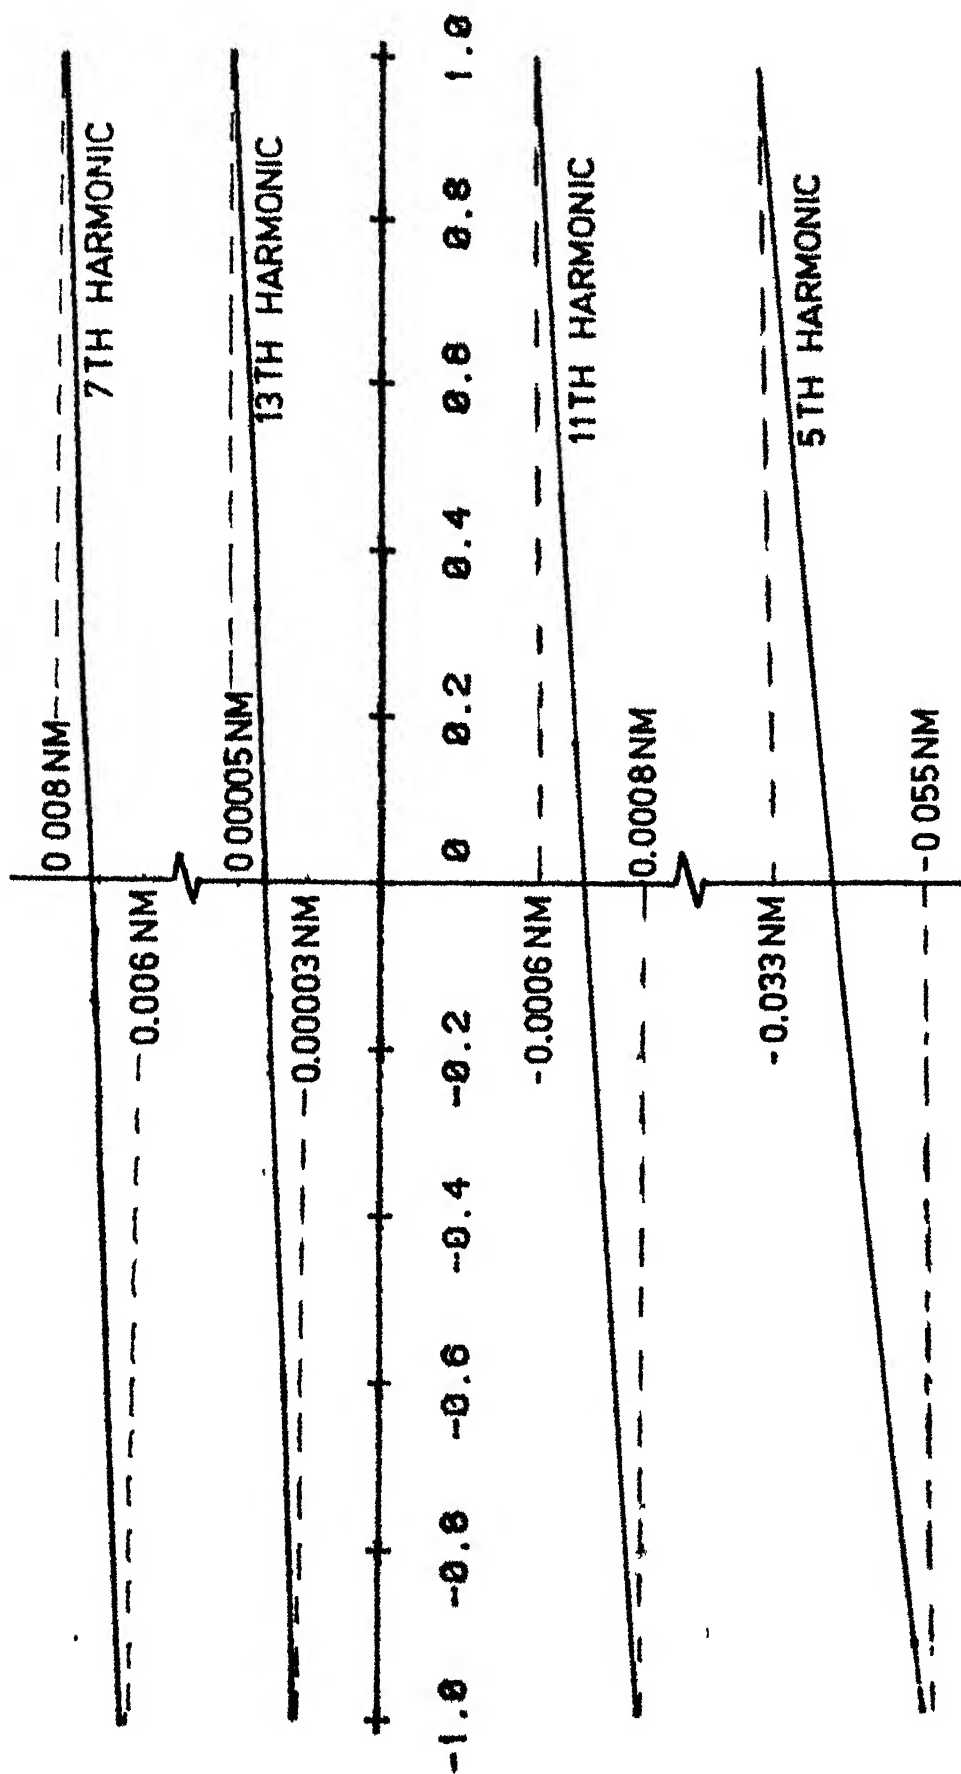 0 008NM
7TH HARMONIC
-0.006NM
0 00005NM
13TH HARMONIC
-0.00003NM
-1.0 -0.8 -0.6 -0.4 -0.2 0 0.2 0.4 0.6 0.8 1.0
-0.0006NM
11TH HARMONIC
0.0008NM
-0.033NM
5TH HARMONIC
-0 055NM